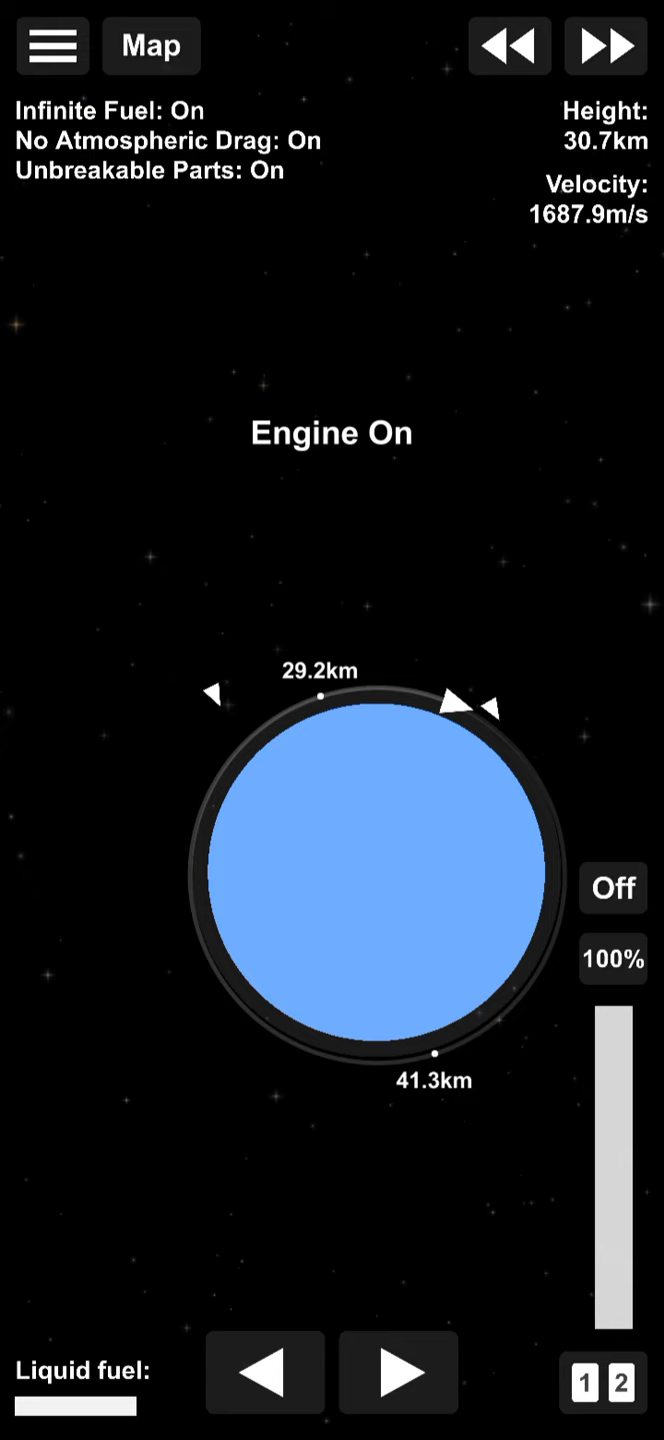 Map
Infinite Fuel: On
No Atmospheric Drag: On
Unbreakable Parts: On
Height:
30.7km
Velocity:
1687.9m/s
Engine On
29.2km
Off
100%
41.3km
Liquid fuel:
1 2